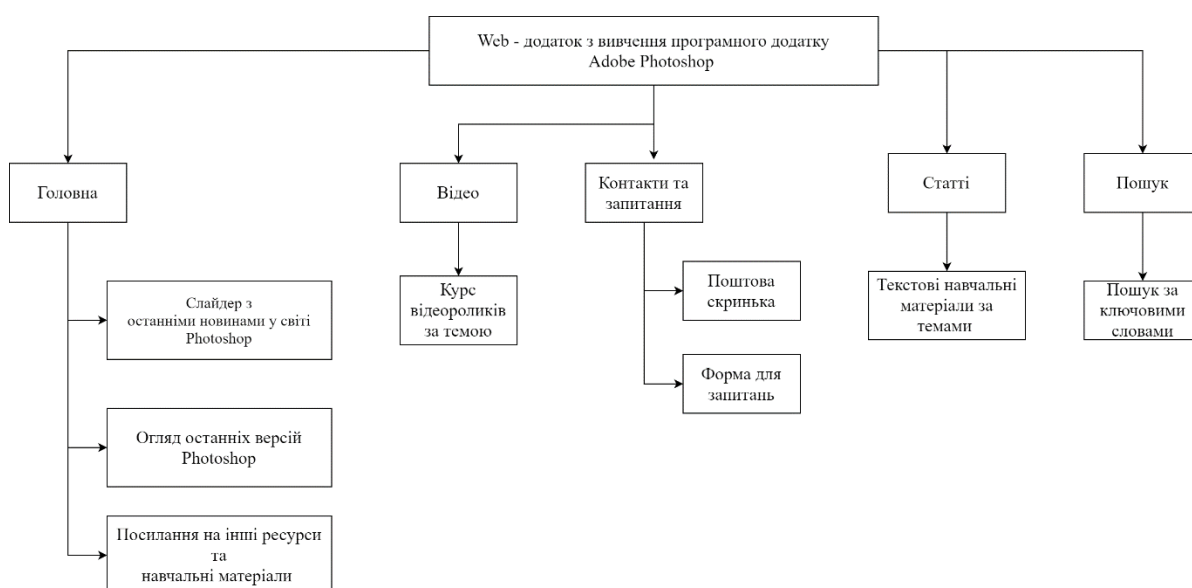 Web - додаток з вивчення програмного додатку
Adobe Photoshop
Головна
Відео
Контакти та
запитання
Статті
Пошук
Слайдер з
останніми новинами у світі
Photoshop
Огляд останніх версій
Photoshop
Посилання на інші ресурси
та
навчальні матеріали
Курс
відеороликів
за темою
Поштова
скринька
Форма для
запитань
Текстові навчальні
матеріали за
темами
Пошук за
ключовими
словами